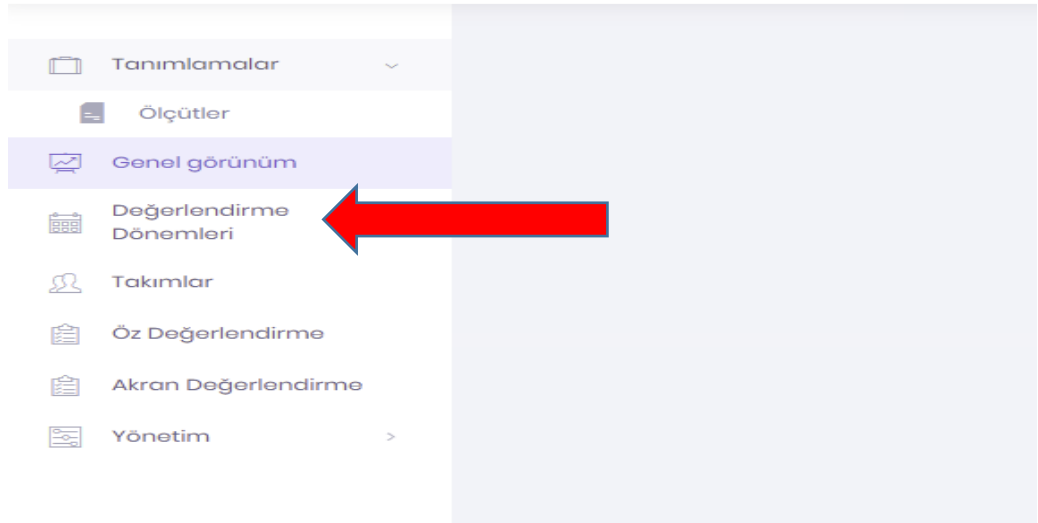 Tanımlamalar
Ölçütler
Genel görünüm
Değerlendirme
Dönemleri
Takımlar
Öz Değerlendirme
Akran Değerlendirme
Yönetim